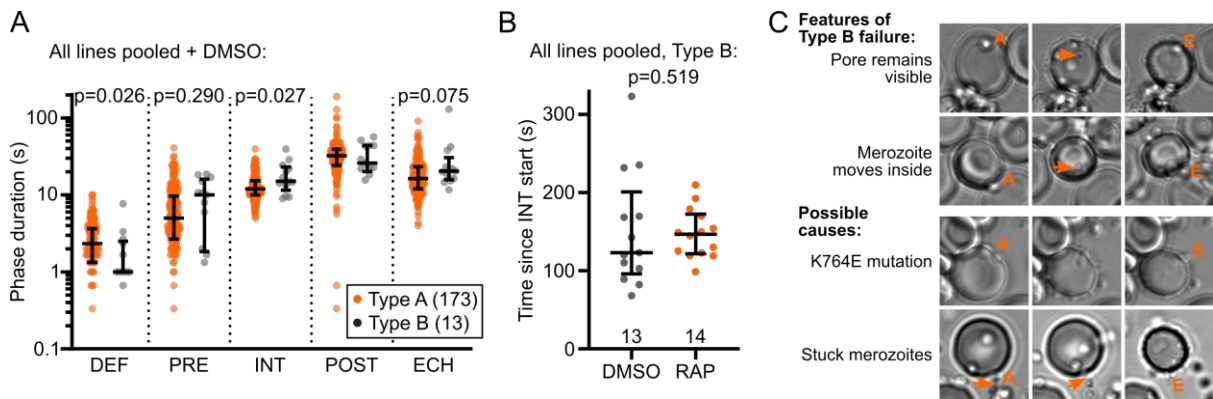 A
All lines pooled + DMSO:
p=0.026 p=0.290 p=0.027 p=0.075
Phase duration (s)
100
10
1
0.1
Type A (173)
Type B (13)
DEF PRE INT POST ECH
B
All lines pooled, Type B:
p=0.519
Time since INT start (s)
300
200
100
0
13 14
DMSO RAP
C
Features of
Type B failure:
Pore remains
visible
A E
Merozoite
moves inside
A E
Possible
causes:
K764E mutation
A E
Stuck merozoites
A E